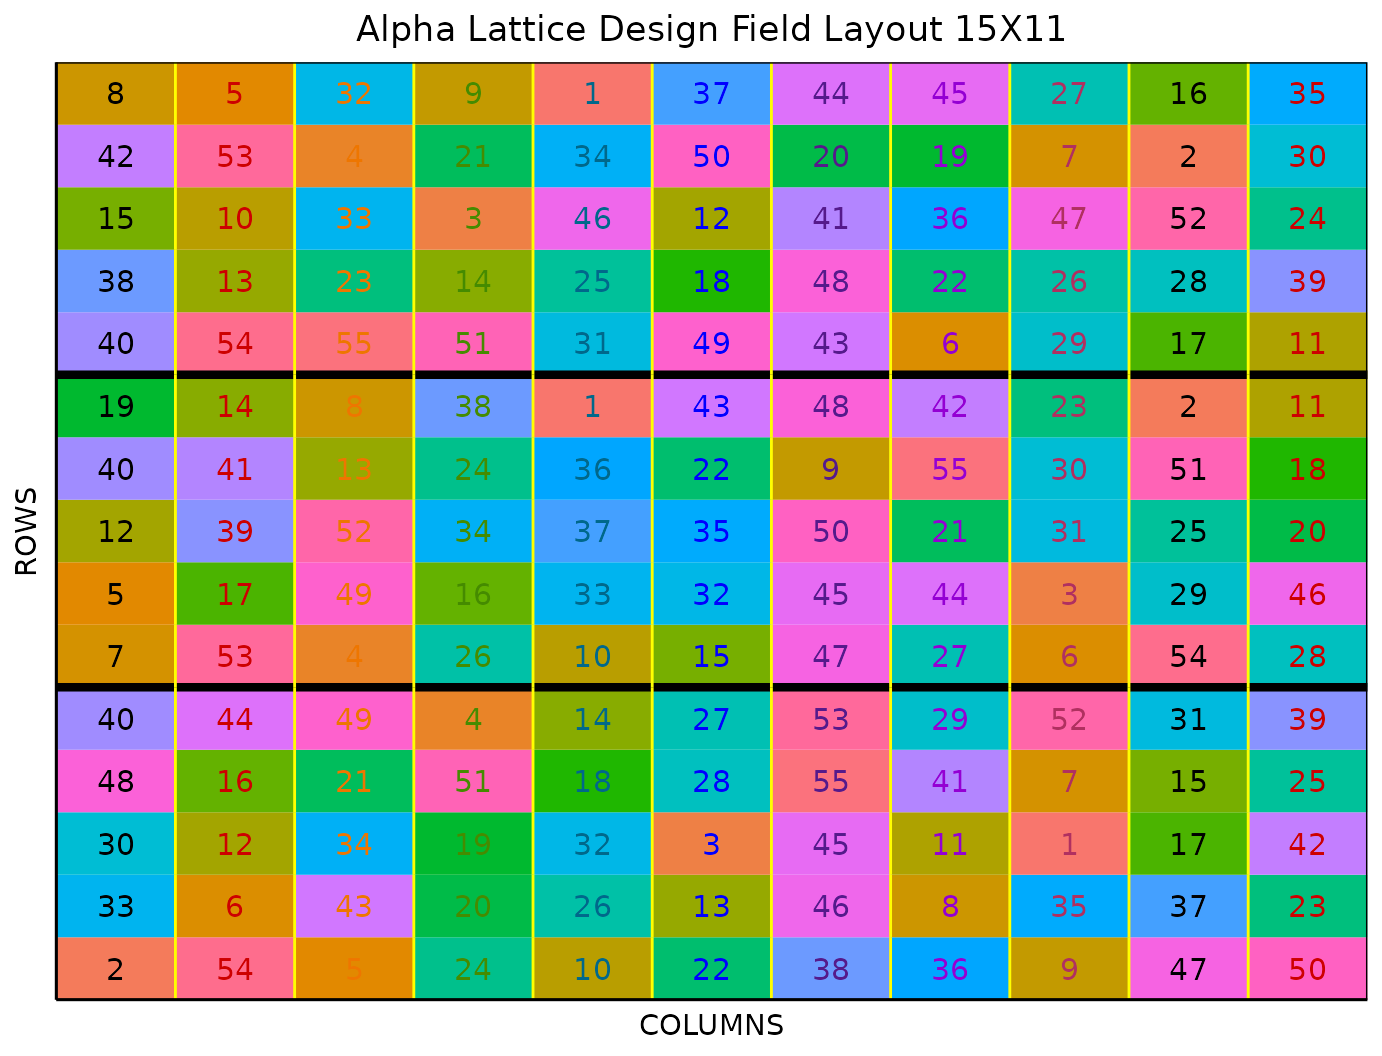 Alpha Lattice Design Field Layout 15X11
8 5 32 9 1 37 44 45 27 16 35
42 53 4 21 34 50 20 19 7 2 30
15 10 33 3 46 12 41 36 47 52 24
38 13 23 14 25 18 48 22 26 28 39
40 54 55 51 31 49 43 6 29 17 11
19 14 8 38 1 43 48 42 23 2 11
40 41 13 24 36 22 9 55 30 51 18
12 39 52 34 37 35 50 21 31 25 20
5 17 49 16 33 32 45 44 3 29 46
7 53 4 26 10 15 47 27 6 54 28
40 44 49 4 14 27 53 29 52 31 39
48 16 21 51 18 28 55 41 7 15 25
30 12 34 19 32 3 45 11 1 17 42
33 6 43 20 26 13 46 8 35 37 23
2 54 5 24 10 22 38 36 9 47 50
ROWS
COLUMNS